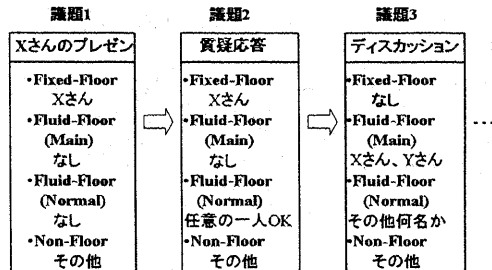 議題1
Xさんのプレゼン
・Fixed-Floor
Xさん
・Fluid-Floor
(Main)
なし
・Fluid-Floor
(Normal)
なし
・Non-Floor
その他
議題2
質疑応答
・Fixed-Floor
Xさん
・Fluid-Floor
(Main)
なし
・Fluid-Floor
(Normal)
任意の一人OK
・Non-Floor
その他
議題3
ディスカッション
・Fixed-Floor
なし
・Fluid-Floor
(Main)
Xさん、Yさん
・Fluid-Floor
(Normal)
その他何名か
・Non-Floor
その他